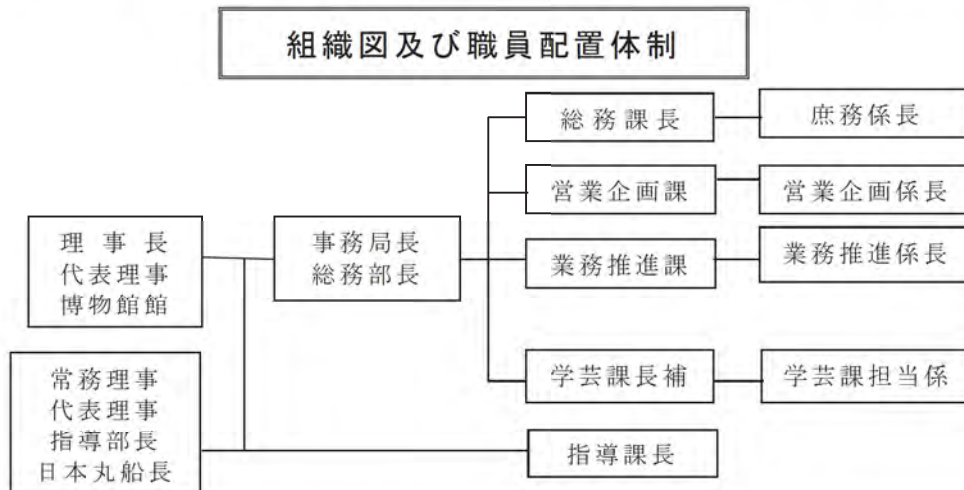 組織図及び職員配置体制
総務課長
庶務係長
営業企画課
営業企画係長
理事長
代表理事
博物館館
事務局長
総務部長
業務推進課
業務推進係長
常務理事
代表理事
指導部長
日本丸船長
学芸課長補
学芸課担当係
指導課長